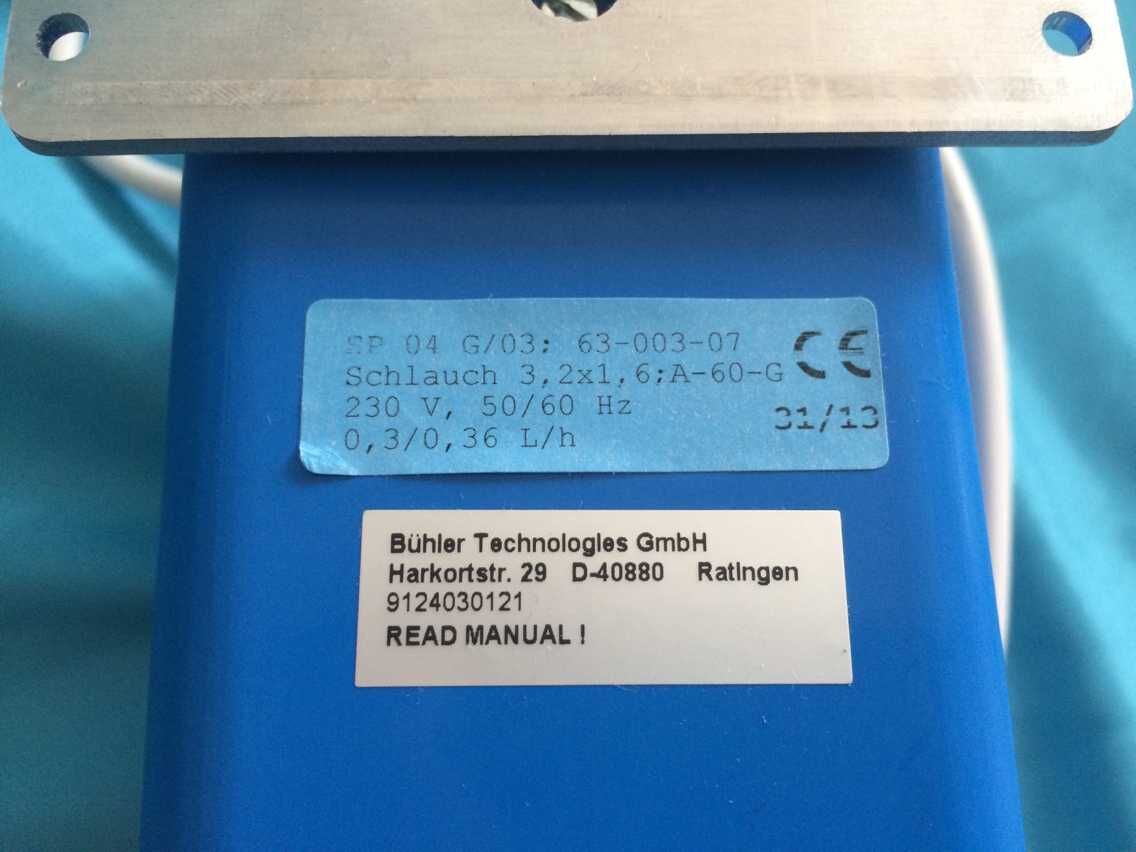 SP 04 G/03; 63-003-07 CE
Schlauch 3,2x1,6;A-60-G
230 V, 50/60 Hz 31/13
0,3/0,36 L/h
Bühler Technologies GmbH
Harkortstr. 29 D-40880 Ratingen
9124030121
READ MANUAL !